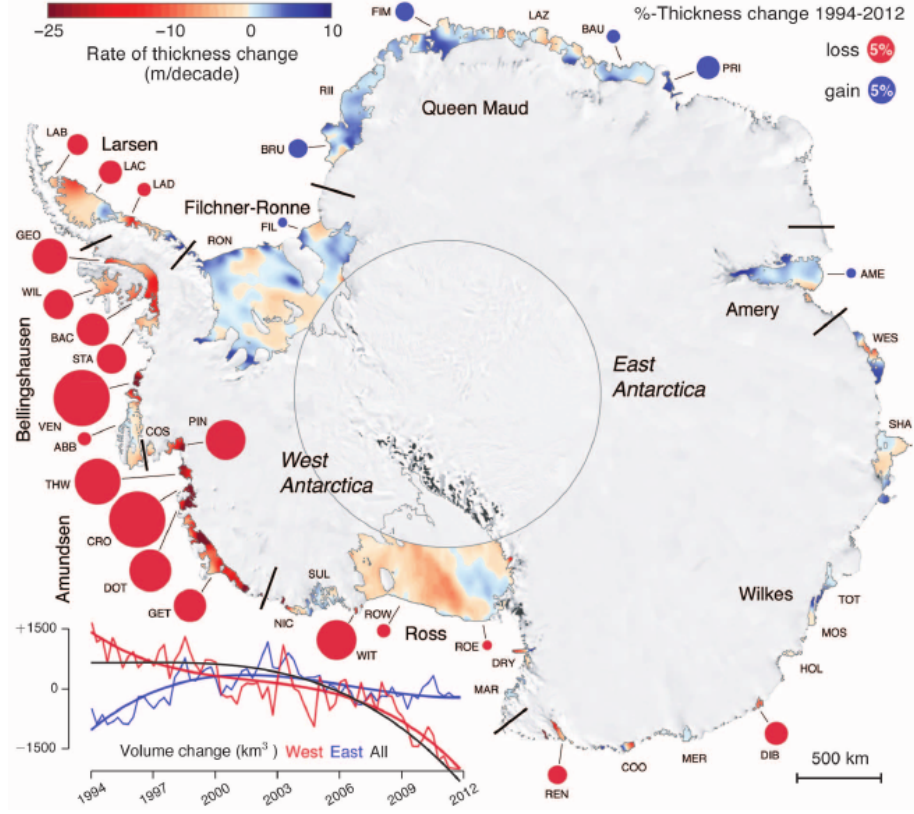 −25
−10
0
10
Rate of thickness change
(m/decade)
%-Thickness change 1994-2012
loss 5%
gain 5%
FIM
LAZ
BAU
PRI
RII
Queen Maud
BRU
LAB
Larsen
LAC
LAD
Filchner-Ronne
FIL
RON
GEO
WIL
BAC
STA
VEN
ABB
Bellingshausen
COS
PIN
THW
CRO
DOT
GET
Amundsen
West
Antarctica
East
Antarctica
Amery
AME
WES
SHA
Wilkes
TOT
MOS
HOL
DIB
MER
COO
REN
MAR
DRY
ROE
Ross
ROW
WIT
SUL
NIC
500 km
+1500
0
−1500
Volume change (km³ ) West East All
1994
1997
2000
2003
2006
2009
2012